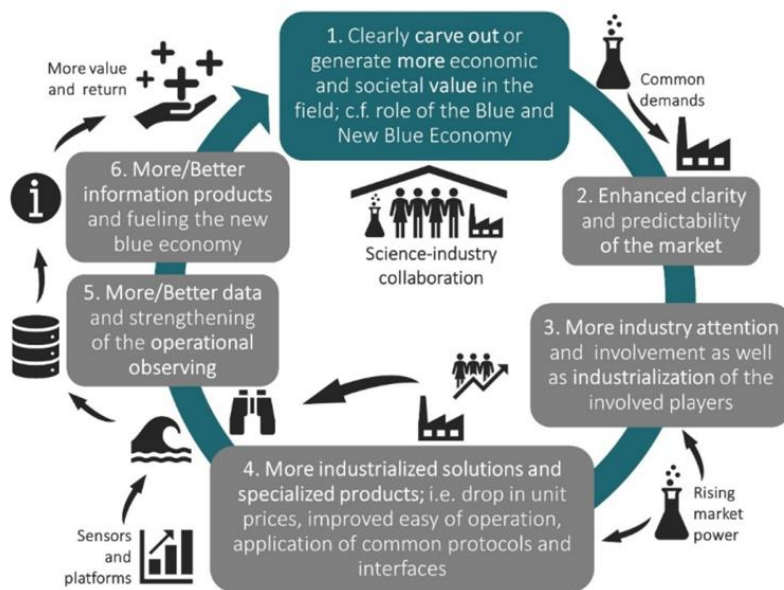 1. Clearly carve out or
generate more economic
and societal value in the
field; c.f. role of the Blue and
New Blue Economy
More value
and return
Common
demands
6. More/Better
information products
and fueling the new
blue economy
2. Enhanced clarity
and predictability
of the market
Science-industry
collaboration
5. More/Better data
and strengthening
of the operational
observing
3. More industry attention
and involvement as well
as industrialization of the
involved players
4. More industrialized solutions and
specialized products; i.e. drop in unit
prices, improved easy of operation,
application of common protocols and
interfaces
Rising
market
power
Sensors
and
platforms